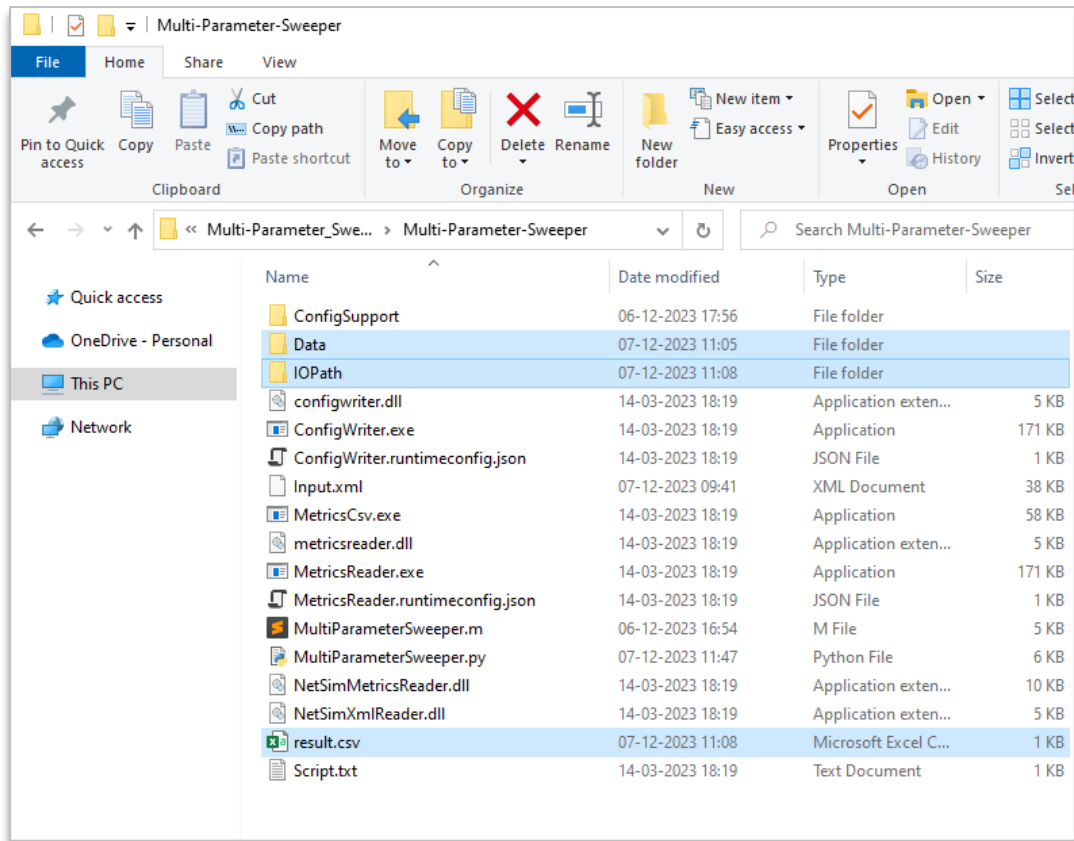 Multi-Parameter-Sweeper
File Home Share View
Pin to Quick access
Copy
Paste
Cut
Copy path
Paste shortcut
Clipboard
Move to
Copy to
Delete
Rename
Organize
New folder
New item
Easy access
New
Properties
Open
Edit
History
Open
Select
Select
Invert
Sel
« Multi-Parameter_Swe... › Multi-Parameter-Sweeper
Search Multi-Parameter-Sweeper
Quick access
OneDrive - Personal
This PC
Network
Name Date modified Type Size
ConfigSupport 06-12-2023 17:56 File folder
Data 07-12-2023 11:05 File folder
IOPath 07-12-2023 11:08 File folder
configwriter.dll 14-03-2023 18:19 Application exten... 5 KB
ConfigWriter.exe 14-03-2023 18:19 Application 171 KB
ConfigWriter.runtimeconfig.json 14-03-2023 18:19 JSON File 1 KB
Input.xml 07-12-2023 09:41 XML Document 38 KB
MetricsCsv.exe 14-03-2023 18:19 Application 58 KB
metricsreader.dll 14-03-2023 18:19 Application exten... 5 KB
MetricsReader.exe 14-03-2023 18:19 Application 171 KB
MetricsReader.runtimeconfig.json 14-03-2023 18:19 JSON File 1 KB
MultiParameterSweeper.m 06-12-2023 16:54 M File 5 KB
MultiParameterSweeper.py 07-12-2023 11:47 Python File 6 KB
NetSimMetricsReader.dll 14-03-2023 18:19 Application exten... 10 KB
NetSimXmlReader.dll 14-03-2023 18:19 Application exten... 5 KB
result.csv 07-12-2023 11:08 Microsoft Excel C... 1 KB
Script.txt 14-03-2023 18:19 Text Document 1 KB